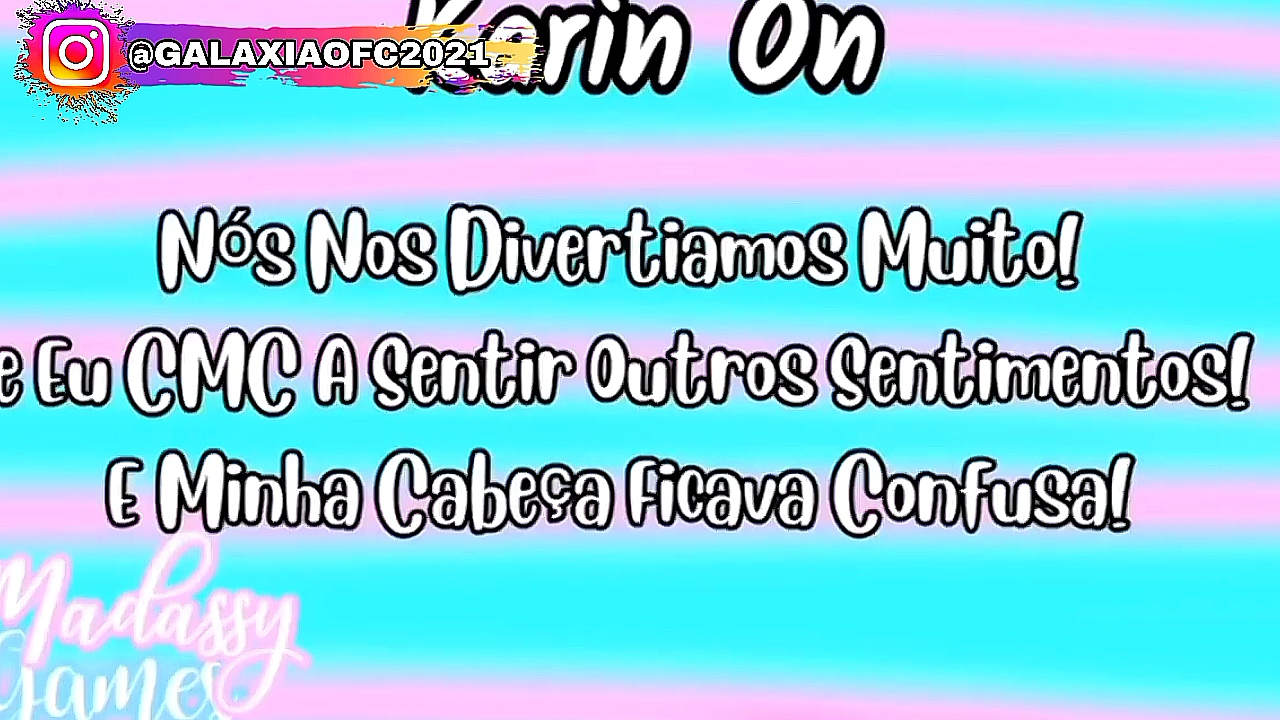 @GALAXIAOFC2021
Karin On
Nós Nos Divertiamos Muito!
e Eu CMC A Sentir Outros Sentimentos!
E Minha Cabeça Ficava Confusa!
Madassy
Games